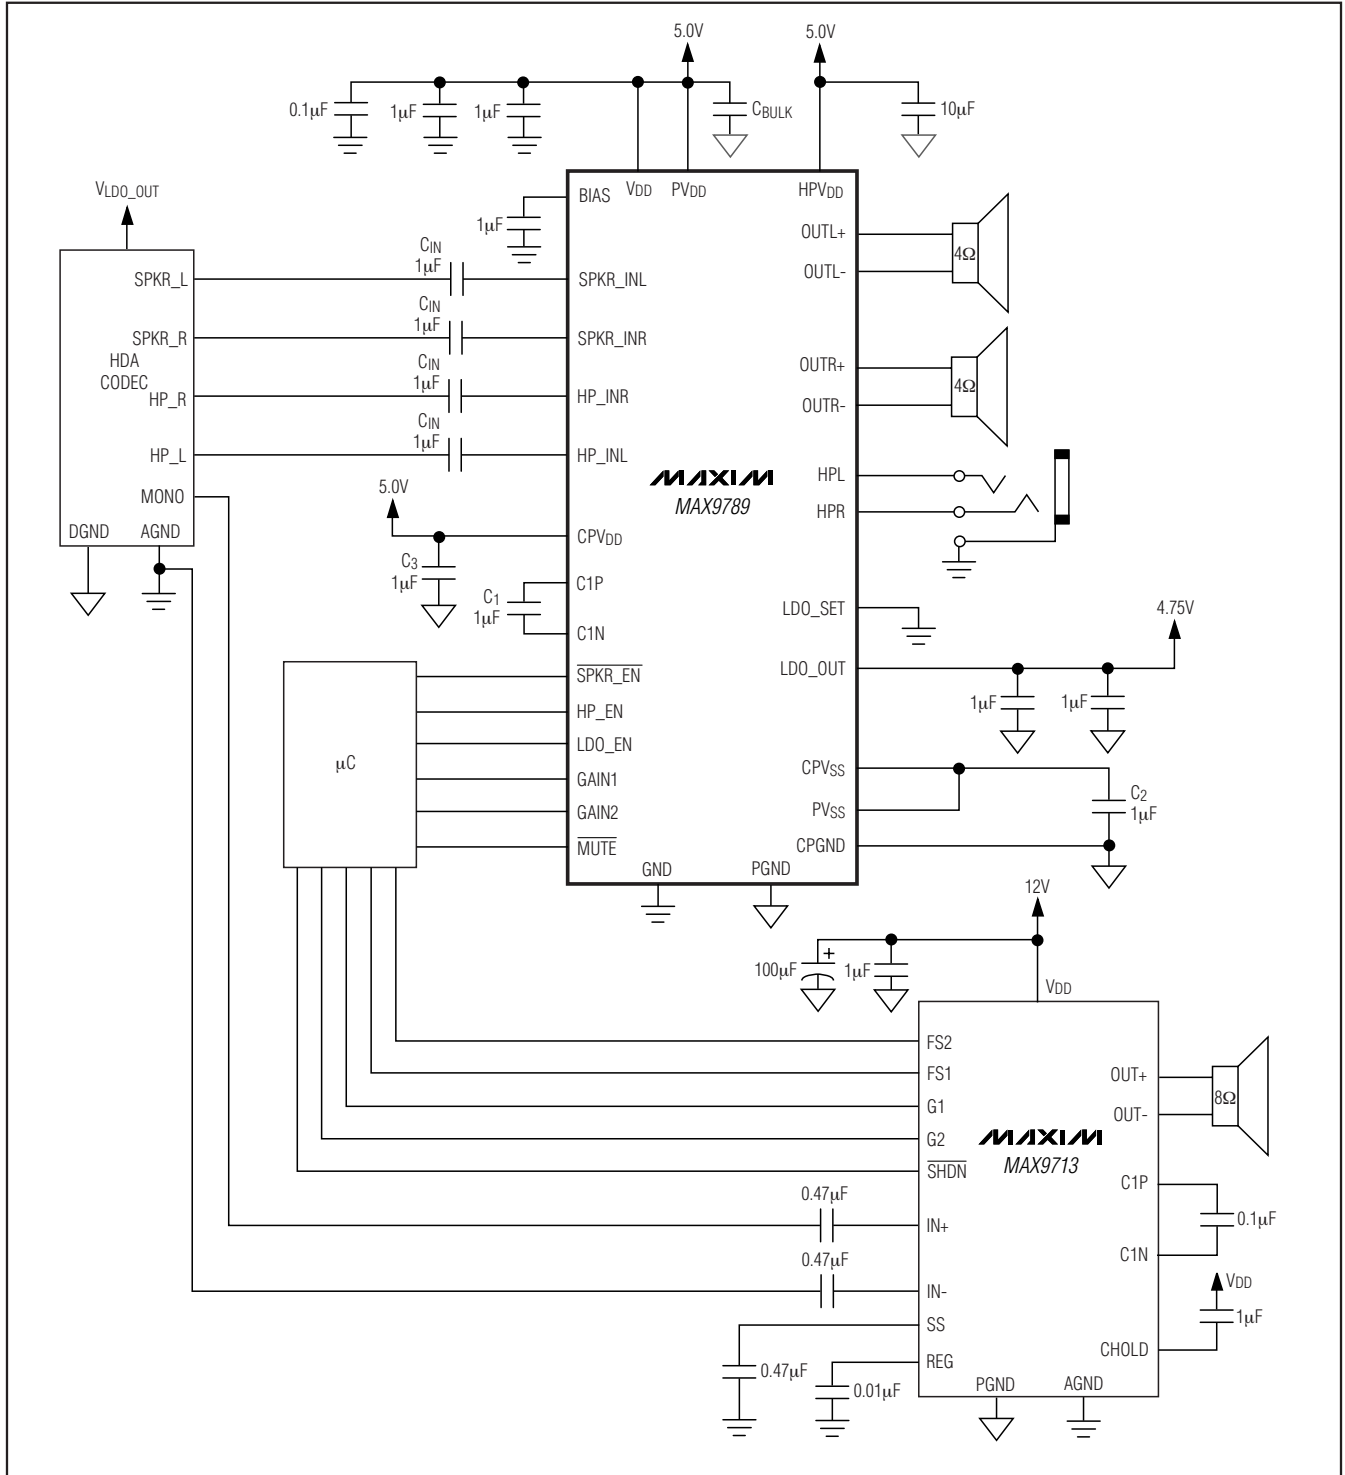 5.0V
5.0V
0.1µF
1µF
1µF
CBULK
10µF
VLDO_OUT
BIAS
VDD
PVDD
HPVDD
1µF
OUTL+
4Ω
OUTL-
CIN
1µF
SPKR_L
SPKR_INL
CIN
1µF
SPKR_R
SPKR_INR
HDA
CODEC
CIN
1µF
HP_R
HP_INR
OUTR+
4Ω
OUTR-
CIN
1µF
HP_L
HP_INL
MAXIM
MAX9789
HPL
HPR
MONO
DGND
AGND
5.0V
CPVDD
C3
1µF
C1P
C1
1µF
C1N
LDO_SET
4.75V
LDO_OUT
1µF
1µF
SPKR_EN
HP_EN
LDO_EN
GAIN1
GAIN2
MUTE
µC
CPVSS
PVSS
C2
1µF
CPGND
GND
PGND
12V
100µF
+
1µF
VDD
FS2
FS1
G1
G2
SHDN
OUT+
OUT-
8Ω
MAXIM
MAX9713
C1P
0.1µF
C1N
0.47µF
IN+
0.47µF
IN-
VDD
1µF
CHOLD
SS
0.47µF
REG
0.01µF
PGND
AGND